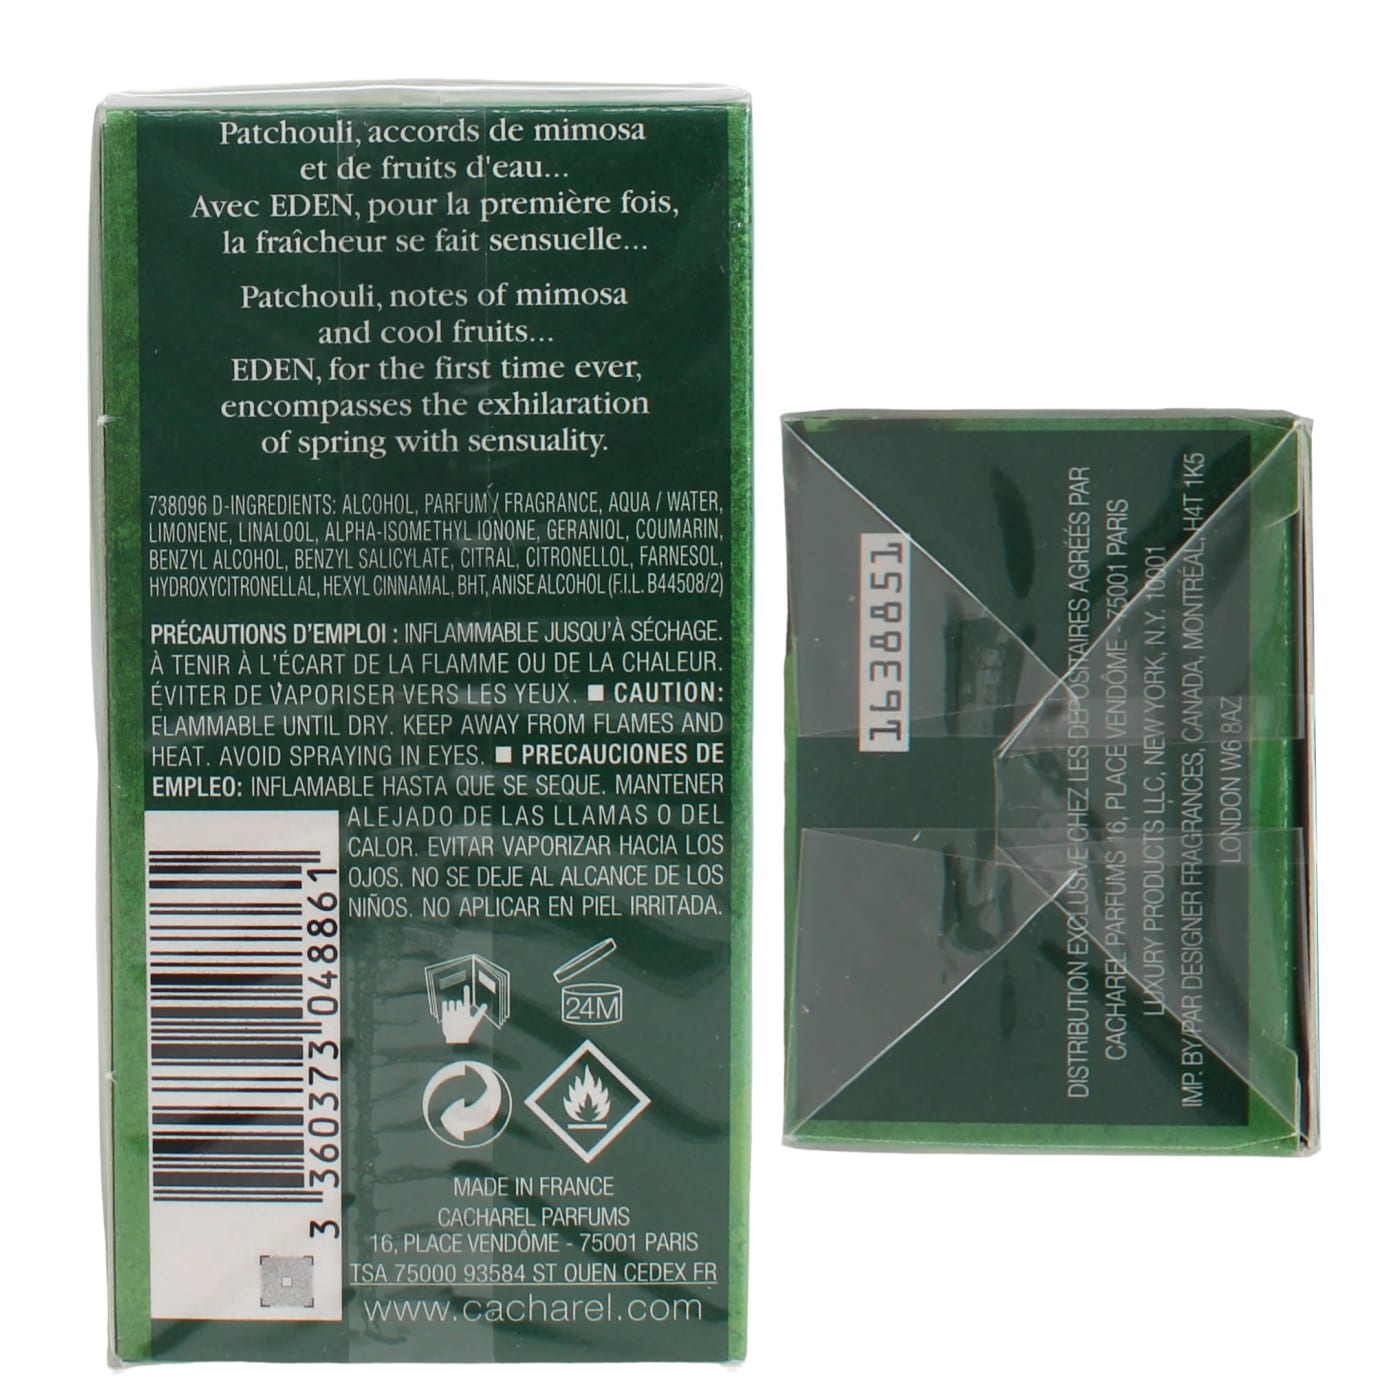 Patchouli, accords de mimosa
et de fruits d'eau...
Avec EDEN, pour la première fois,
la fraîcheur se fait sensuelle...
Patchouli, notes of mimosa
and cool fruits...
EDEN, for the first time ever,
encompasses the exhilaration
of spring with sensuality.
738096 D-INGREDIENTS: ALCOHOL, PARFUM / FRAGRANCE, AQUA / WATER,
LIMONENE, LINALOOL, ALPHA-ISOMETHYL IONONE, GERANIOL, COUMARIN,
BENZYL ALCOHOL, BENZYL SALICYLATE, CITRAL, CITRONELLOL, FARNESOL,
HYDROXYCITRONELLAL, HEXYL CINNAMAL, BHT, ANISE ALCOHOL (F.I.L. B44508/2)
PRÉCAUTIONS D'EMPLOI : INFLAMMABLE JUSQU'À SÉCHAGE.
À TENIR À L'ÉCART DE LA FLAMME OU DE LA CHALEUR.
ÉVITER DE VAPORISER VERS LES YEUX. ■ CAUTION:
FLAMMABLE UNTIL DRY. KEEP AWAY FROM FLAMES AND
HEAT. AVOID SPRAYING IN EYES. ■ PRECAUCIONES DE
EMPLEO: INFLAMABLE HASTA QUE SE SEQUE. MANTENER
ALEJADO DE LAS LLAMAS O DEL
CALOR. EVITAR VAPORIZAR HACIA LOS
OJOS. NO SE DEJE AL ALCANCE DE LOS
NIÑOS. NO APLICAR EN PIEL IRRITADA.
3 360373 048861
24M
MADE IN FRANCE
CACHAREL PARFUMS
16, PLACE VENDÔME - 75001 PARIS
TSA 75000 93584 ST OUEN CEDEX FR
www.cacharel.com
1638851
DISTRIBUTION EXCLUSIVE CHEZ LES DÉPOSITAIRES AGRÉÉS PAR
CACHAREL PARFUMS 16, PLACE VENDÔME - 75001 PARIS
LUXURY PRODUCTS LLC, NEW YORK, N.Y. 10001
IMP. BY/PAR DESIGNER FRAGRANCES, CANADA, MONTRÉAL, H4T 1K5
LONDON W6 8AZ